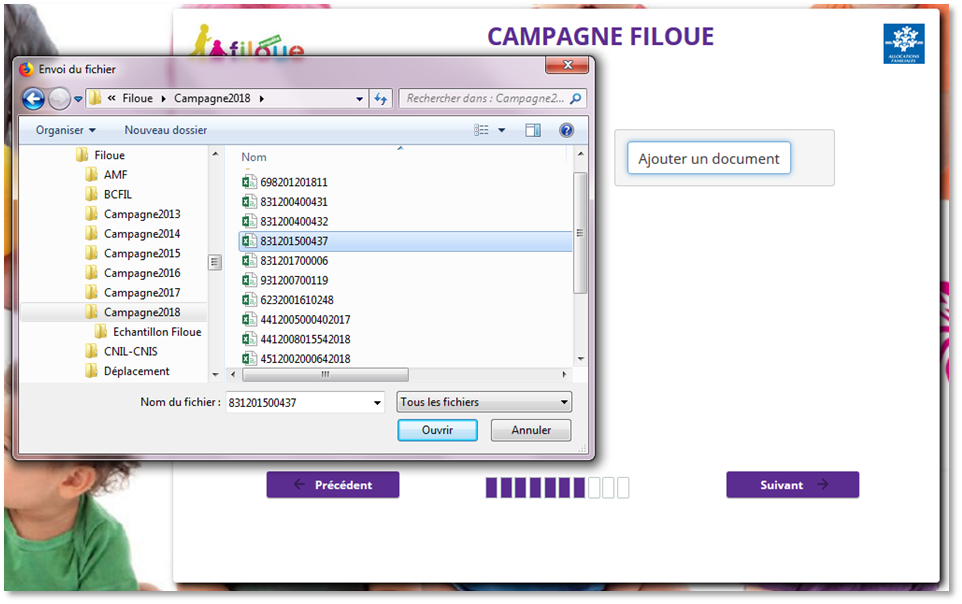 filoue
CAMPAGNE FILOUE
ALLOCATIONS
FAMILIALES
Envoi du fichier
« Filoue Campagne2018
Rechercher dans : Campagne2...
Organiser
Nouveau dossier
Ajouter un document
Filoue
AMF
BCFIL
Campagne2013
Campagne2014
Campagne2015
Campagne2016
Campagne2017
Campagne2018
Echantillon Filoue
CNIL-CNIS
Déplacement
Nom
698201201811
831200400431
831200400432
831201500437
831201700006
931200700119
6232001610248
4412005000402017
4412008015542018
4512002000642018
Nom du fichier : 831201500437
Tous les fichiers
Ouvrir
Annuler
Précédent
Suivant